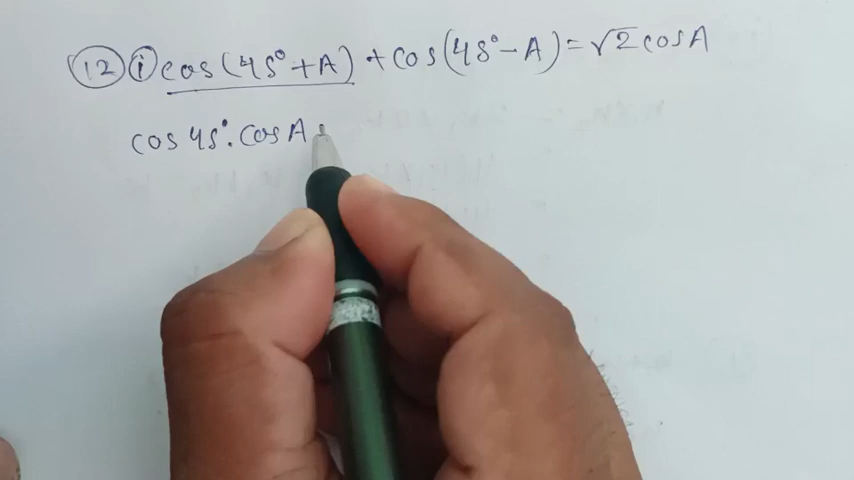 12 i cos(45°+A) + cos(45°-A) = √2 cos A
cos 45°. cos A